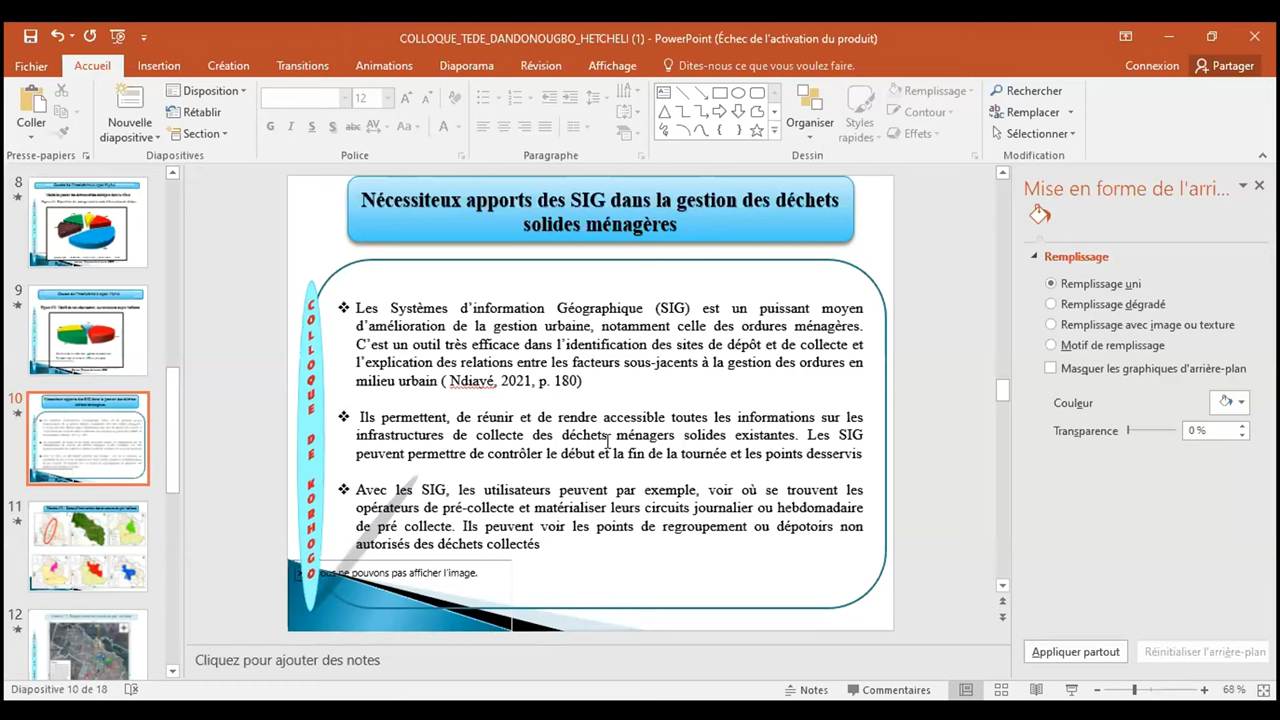 COLLOQUE_TEDE_DANDONOUGBO_HETCHELI (1) - PowerPoint (Échec de l'activation du produit)
Fichier Accueil Insertion Création Transitions Animations Diaporama Révision Affichage Dites-nous ce que vous voulez faire. Connexion Partager
Coller
Presse-papiers
Nouvelle
diapositive
Disposition
Rétablir
Section
Diapositives
12
G I S S abc AV Aa A
Police
Paragraphe
Organiser
Styles
rapides
Remplissage
Contour
Effets
Dessin
Rechercher
Remplacer
Sélectionner
Modification
8
9
10
11
12
Nécessiteux apports des SIG dans la gestion des déchets
solides ménagères
COLLOQUE D KORHOGO
Les Systèmes d’information Géographique (SIG) est un puissant moyen
d’amélioration de la gestion urbaine, notamment celle des ordures ménagères.
C’est un outil très efficace dans l’identification des sites de dépôt et de collecte et
l’explication des relations entre les facteurs sous-jacents à la gestion des ordures en
milieu urbain ( Ndiayé, 2021, p. 180)
Ils permettent, de réunir et de rendre accessible toutes les informations sur les
infrastructures de collecte des déchets ménagers solides existantes. Les SIG
peuvent permettre de contrôler le début et la fin de la tournée et les points desservis
Avec les SIG, les utilisateurs peuvent par exemple, voir où se trouvent les
opérateurs de pré-collecte et matérialiser leurs circuits journalier ou hebdomadaire
de pré collecte. Ils peuvent voir les points de regroupement ou dépotoirs non
autorisés des déchets collectés
ous ne pouvons pas afficher l'image.
Mise en forme de l'arri...
Remplissage
Remplissage uni
Remplissage dégradé
Remplissage avec image ou texture
Motif de remplissage
Masquer les graphiques d'arrière-plan
Couleur
Transparence 0 %
Appliquer partout Réinitialiser l'arrière-plan
Cliquez pour ajouter des notes
Diapositive 10 de 18 Notes Commentaires 68 %